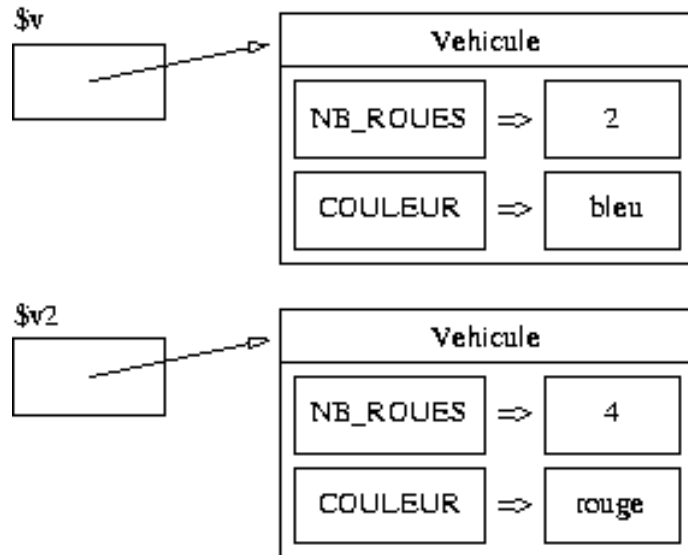 $v
Vehicule
NB_ROUES => 2
COULEUR => bleu
$v2
Vehicule
NB_ROUES => 4
COULEUR => rouge